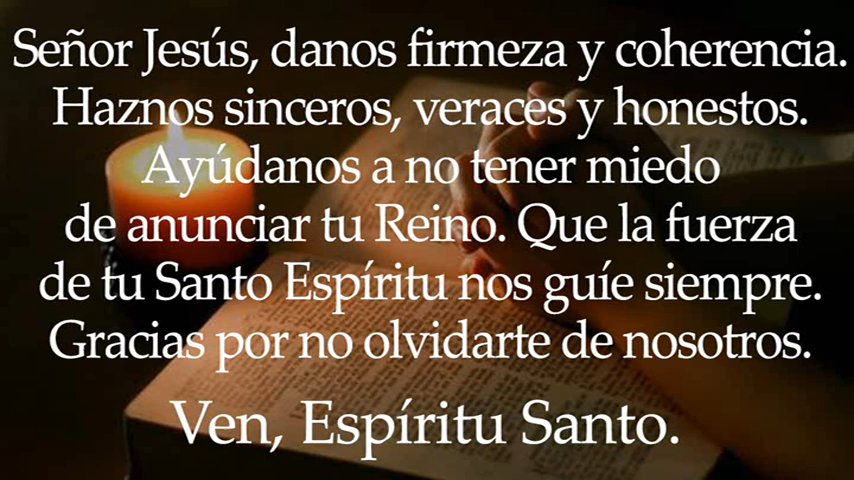 Señor Jesús, danos firmeza y coherencia.
Haznos sinceros, veraces y honestos.
Ayúdanos a no tener miedo
de anunciar tu Reino. Que la fuerza
de tu Santo Espíritu nos guíe siempre.
Gracias por no olvidarte de nosotros.
Ven, Espíritu Santo.